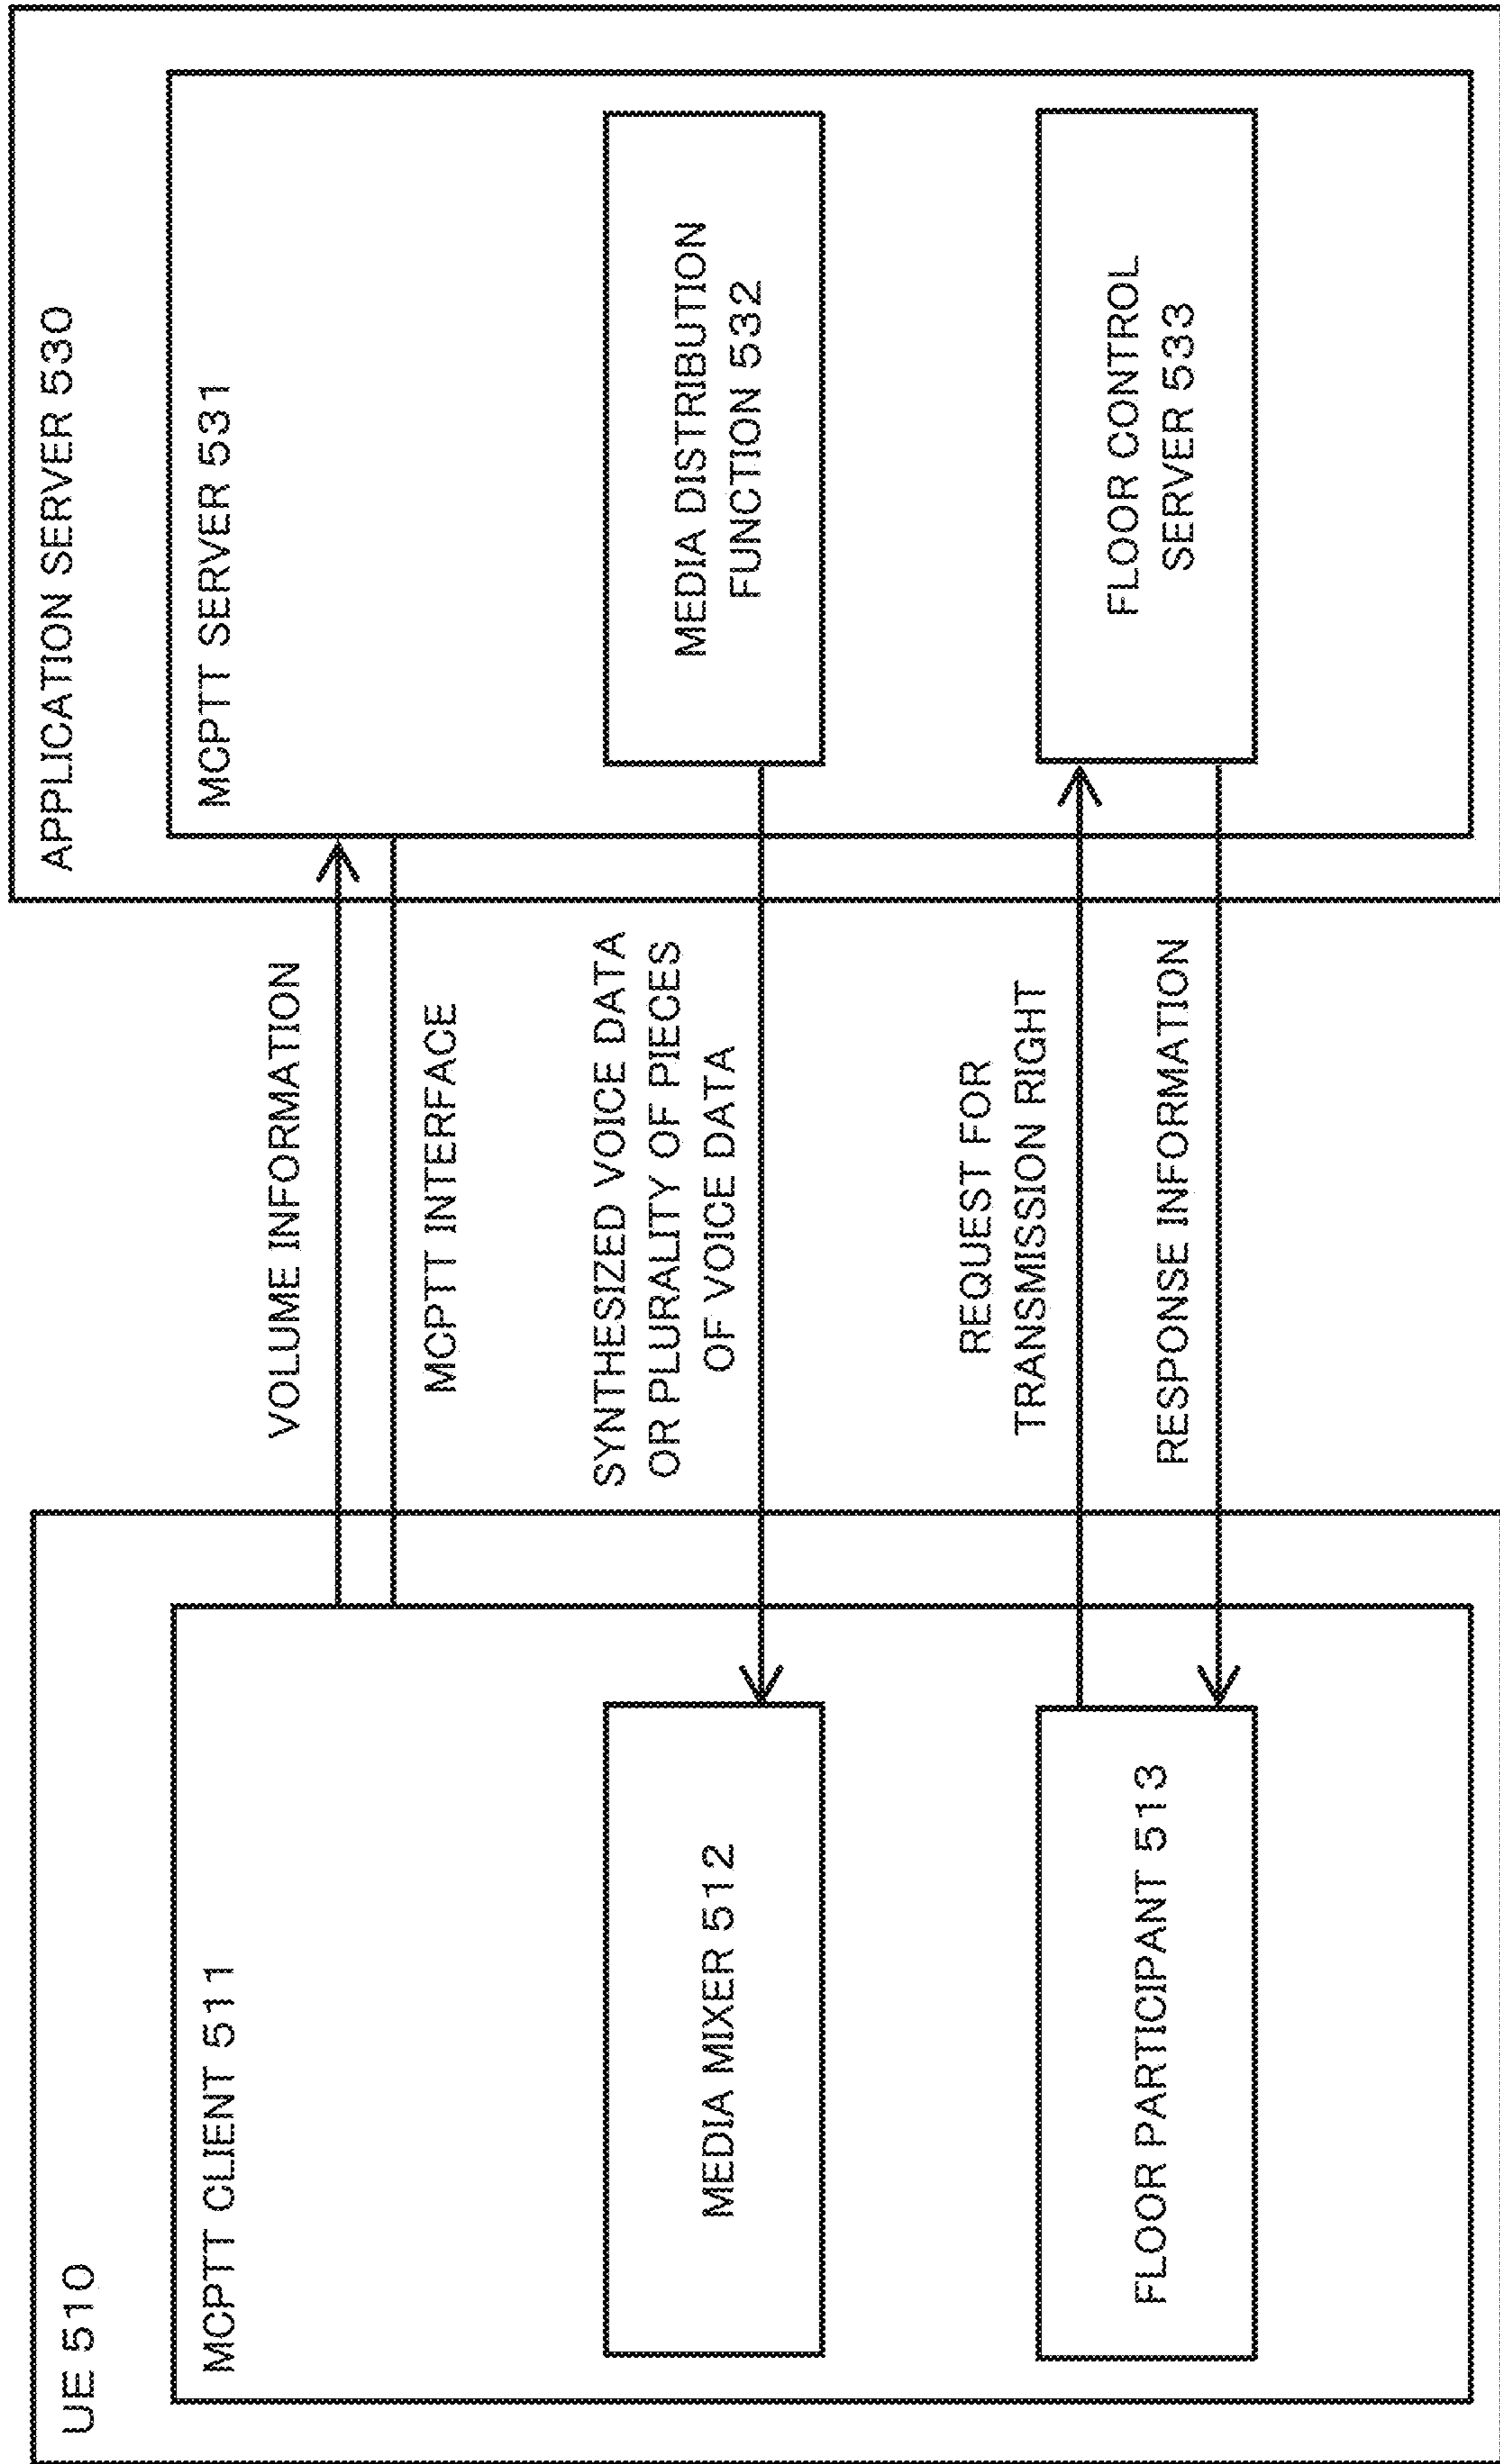 UE 510
MCPTT CLIENT 511
MEDIA MIXER 512
FLOOR PARTICIPANT 513
VOLUME INFORMATION
MCPTT INTERFACE
SYNTHESIZED VOICE DATA
OR PLURALITY OF PIECES
OF VOICE DATA
REQUEST FOR
TRANSMISSION RIGHT
RESPONSE INFORMATION
APPLICATION SERVER 530
MCPTT SERVER 531
MEDIA DISTRIBUTION
FUNCTION 532
FLOOR CONTROL
SERVER 533